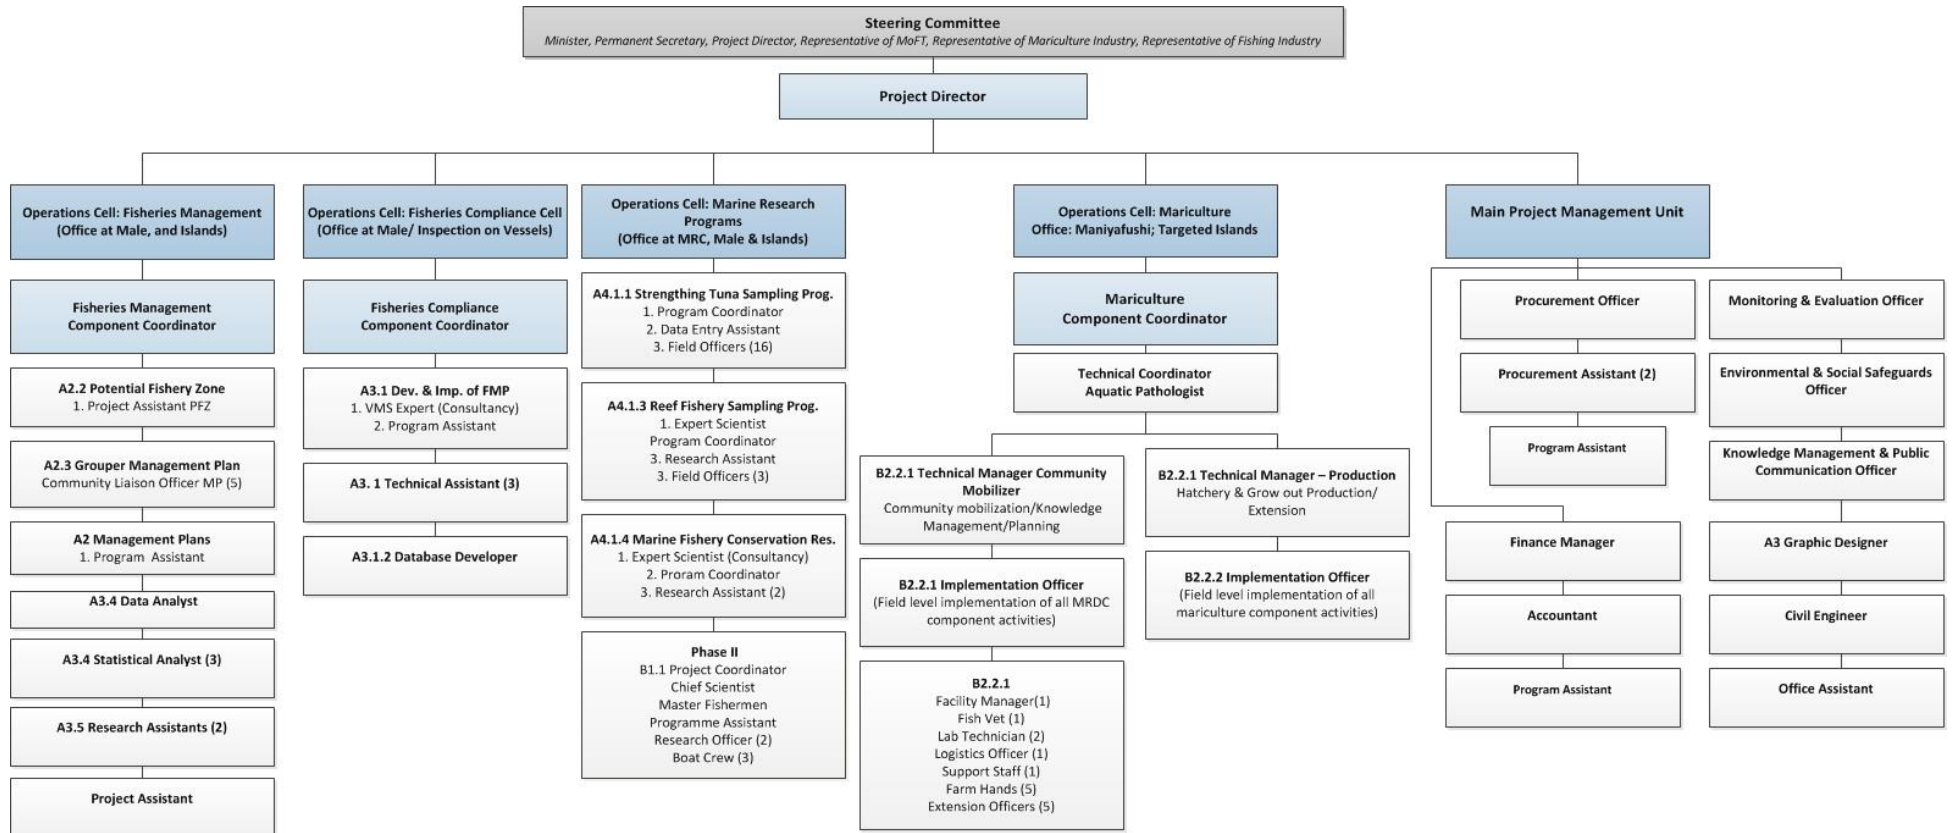 Steering Committee
Minister, Permanent Secretary, Project Director, Representative of MoFT, Representative of Mariculture Industry, Representative of Fishing Industry
Project Director
Operations Cell: Fisheries Management
(Office at Male, and Islands)
Fisheries Management
Component Coordinator
A2.2 Potential Fishery Zone
1. Project Assistant PFZ
A2.3 Grouper Management Plan
Community Liaison Officer MP (5)
A2 Management Plans
1. Program Assistant
A3.4 Data Analyst
A3.4 Statistical Analyst (3)
A3.5 Research Assistants (2)
Project Assistant
Operations Cell: Fisheries Compliance Cell
(Office at Male/ Inspection on Vessels)
Fisheries Compliance
Component Coordinator
A3.1 Dev. & Imp. of FMP
1. VMS Expert (Consultancy)
2. Program Assistant
A3. 1 Technical Assistant (3)
A3.1.2 Database Developer
Operations Cell: Marine Research
Programs
(Office at MRC, Male & Islands)
A4.1.1 Strengthing Tuna Sampling Prog.
1. Program Coordinator
2. Data Entry Assistant
3. Field Officers (16)
A4.1.3 Reef Fishery Sampling Prog.
1. Expert Scientist
Program Coordinator
3. Research Assistant
3. Field Officers (3)
A4.1.4 Marine Fishery Conservation Res.
1. Expert Scientist (Consultancy)
2. Proram Coordinator
3. Research Assistant (2)
Phase II
B1.1 Project Coordinator
Chief Scientist
Master Fishermen
Programme Assistant
Research Officer (2)
Boat Crew (3)
Operations Cell: Mariculture
Office: Maniyafushi; Targeted Islands
Mariculture
Component Coordinator
Technical Coordinator
Aquatic Pathologist
B2.2.1 Technical Manager Community
Mobilizer
Community mobilization/Knowledge
Management/Planning
B2.2.1 Implementation Officer
(Field level implementation of all MRDC
component activities)
B2.2.1
Facility Manager(1)
Fish Vet (1)
Lab Technician (2)
Logistics Officer (1)
Support Staff (1)
Farm Hands (5)
Extension Officers (5)
B2.2.1 Technical Manager – Production
Hatchery & Grow out Production/
Extension
B2.2.2 Implementation Officer
(Field level implementation of all
mariculture component activities)
Main Project Management Unit
Procurement Officer
Procurement Assistant (2)
Program Assistant
Finance Manager
Accountant
Program Assistant
Monitoring & Evaluation Officer
Environmental & Social Safeguards
Officer
Knowledge Management & Public
Communication Officer
A3 Graphic Designer
Civil Engineer
Office Assistant